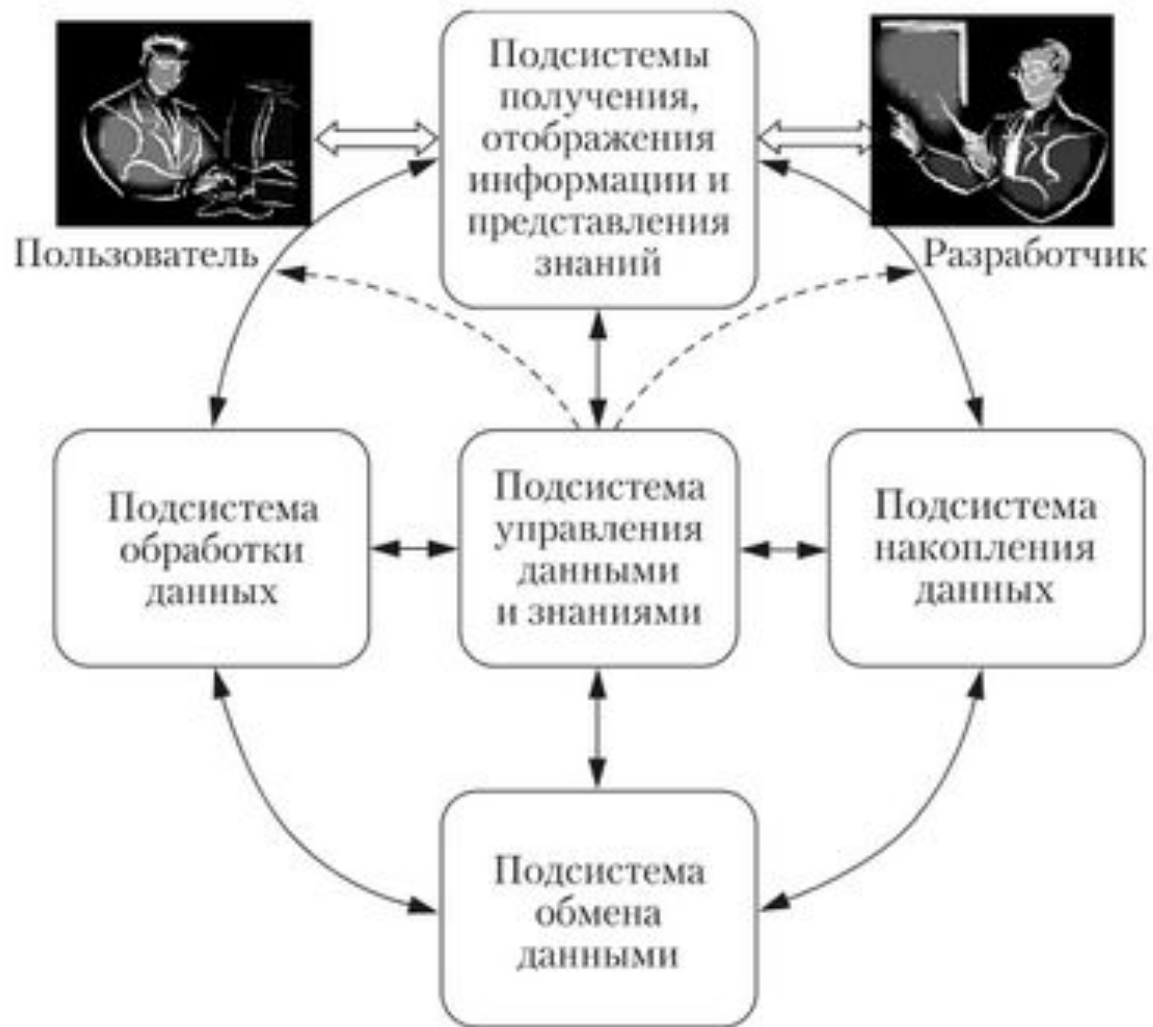 Подсистемы
получения,
отображения
информации и
представления
знаний
Пользователь
Разработчик
Подсистема
обработки
данных
Подсистема
управления
данными
и знаниями
Подсистема
накопления
данных
Подсистема
обмена
данными